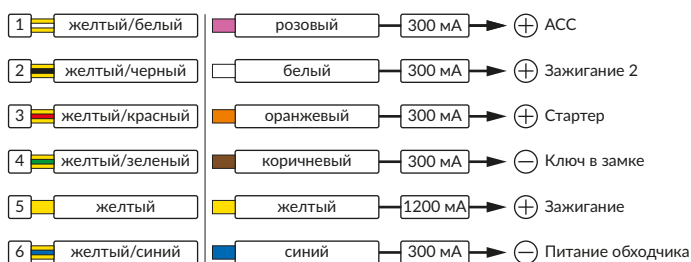 1 желтый/белый розовый 300 мА + АСС
2 желтый/черный белый 300 мА + Зажигание 2
3 желтый/красный оранжевый 300 мА + Стартер
4 желтый/зеленый коричневый 300 мА − Ключ в замке
5 желтый желтый 1200 мА + Зажигание
6 желтый/синий синий 300 мА − Питание обходчика